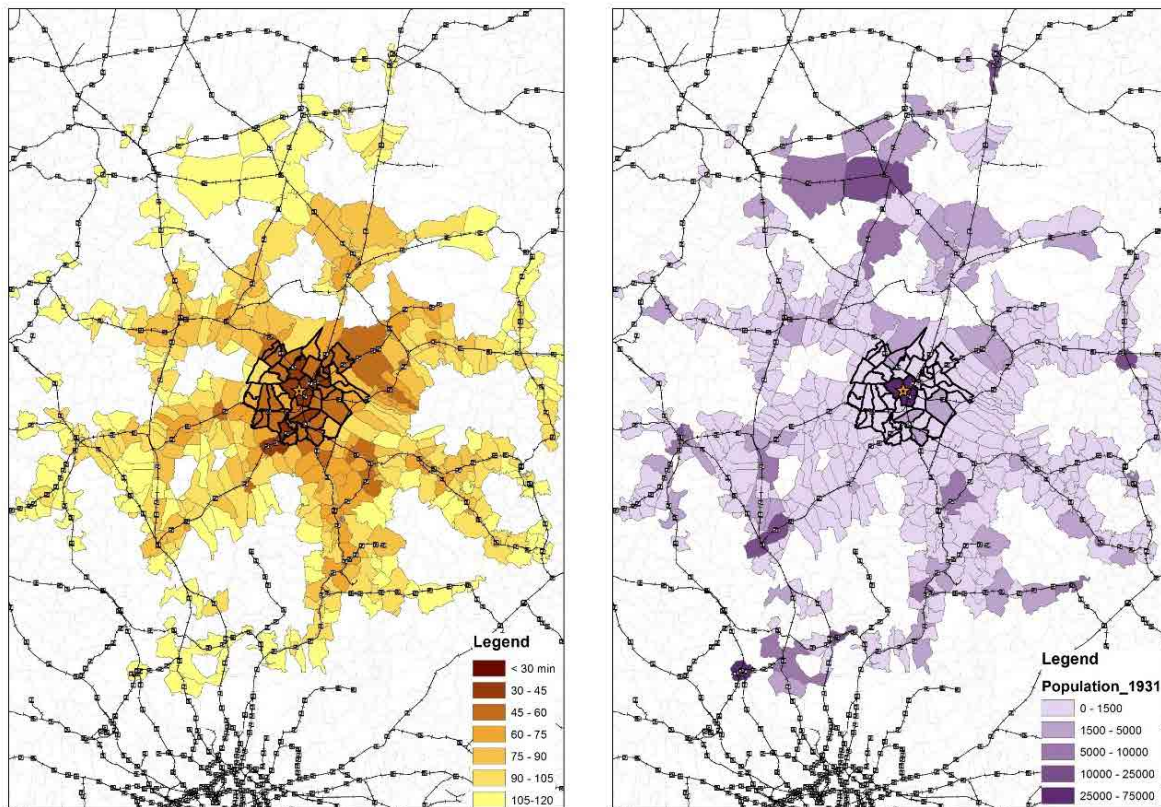 Legend
< 30 min
30 - 45
45 - 60
60 - 75
75 - 90
90 - 105
105-120
Legend
Population_1931
0 - 1500
1500 - 5000
5000 - 10000
10000 - 25000
25000 - 75000